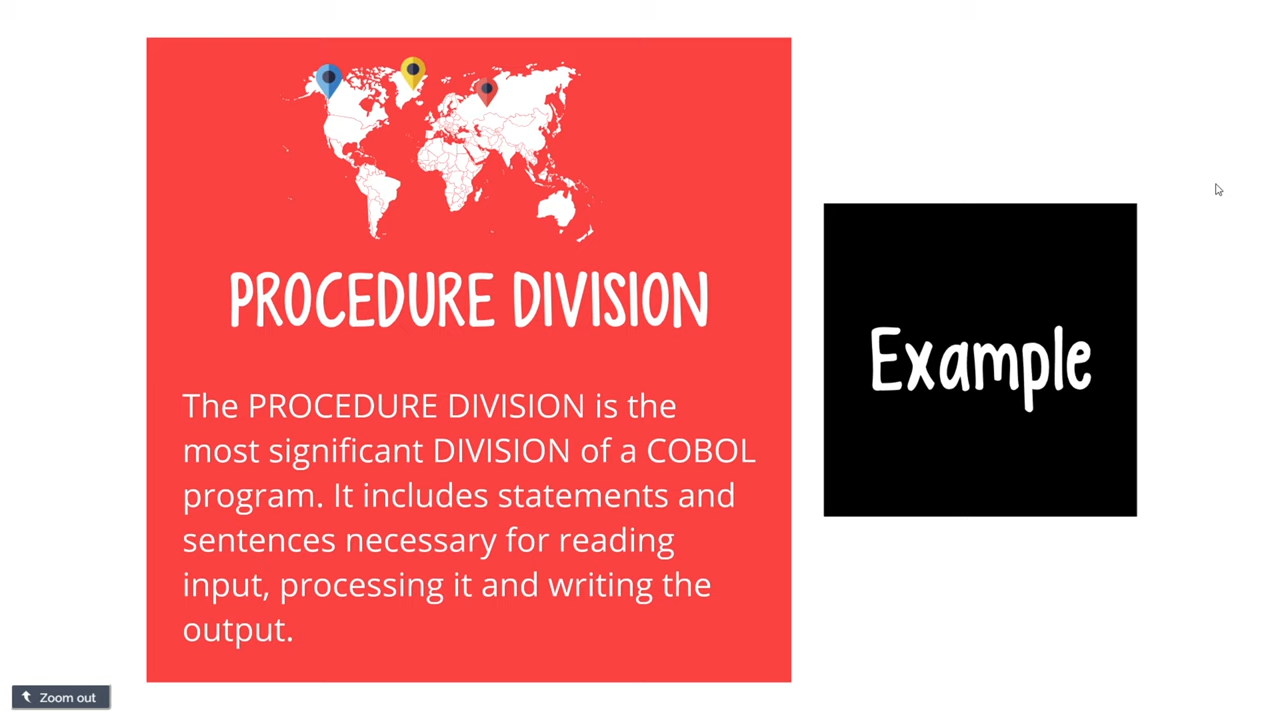 PROCEDURE DIVISION
The PROCEDURE DIVISION is the
most significant DIVISION of a COBOL
program. It includes statements and
sentences necessary for reading
input, processing it and writing the
output.
Example
Zoom out